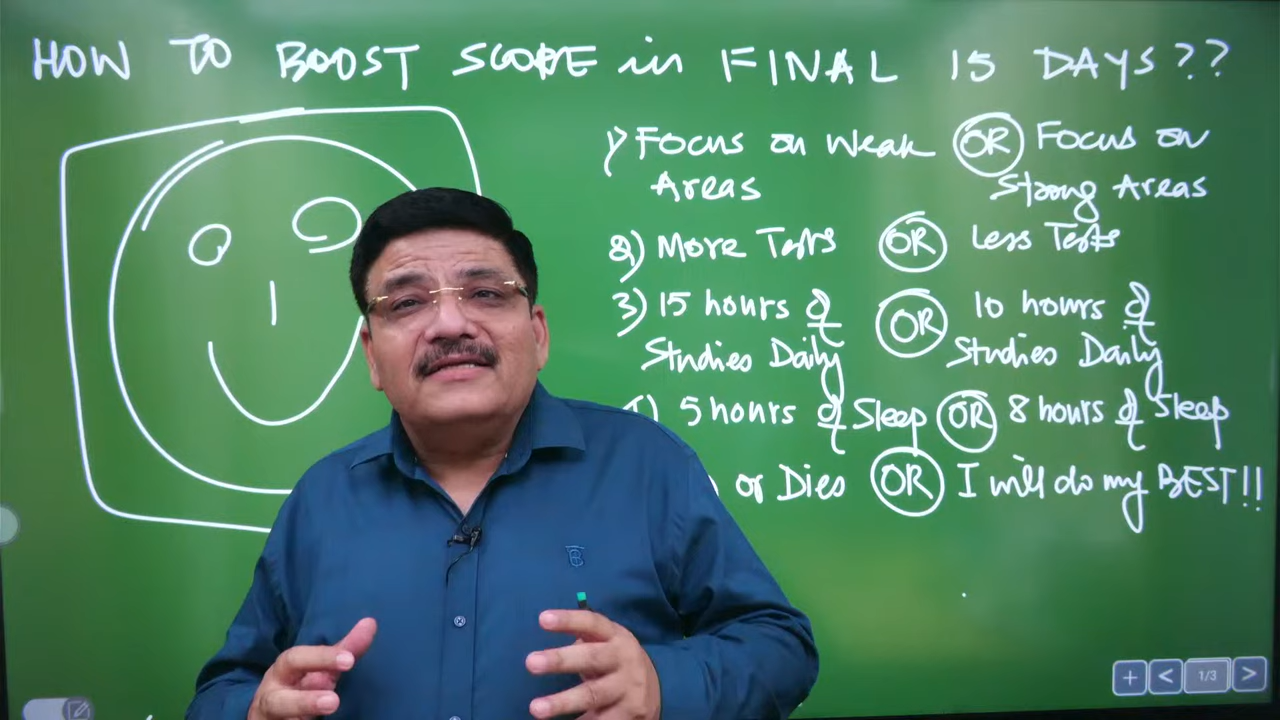 HOW TO BOOST SCORE in FINAL 15 DAYS??
1) Focus on Weak Areas OR Focus on Strong Areas
2) More Tests OR Less Tests
3) 15 hours of Studies Daily OR 10 hours of Studies Daily
5 hours of Sleep OR 8 hours of Sleep
or Dies OR I will do my BEST!!
1/3